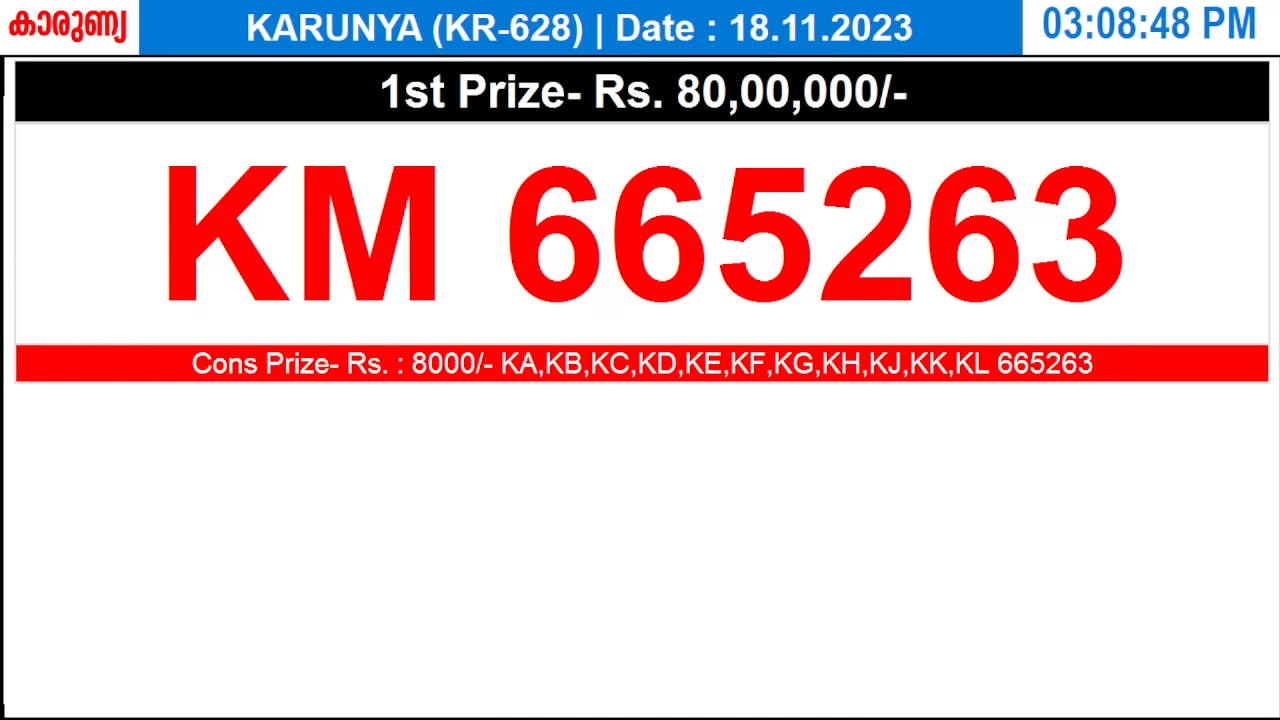 കാരുണ്യ KARUNYA (KR-628) | Date : 18.11.2023 03:08:48 PM
1st Prize- Rs. 80,00,000/-
KM 665263
Cons Prize- Rs. : 8000/- KA,KB,KC,KD,KE,KF,KG,KH,KJ,KK,KL 665263